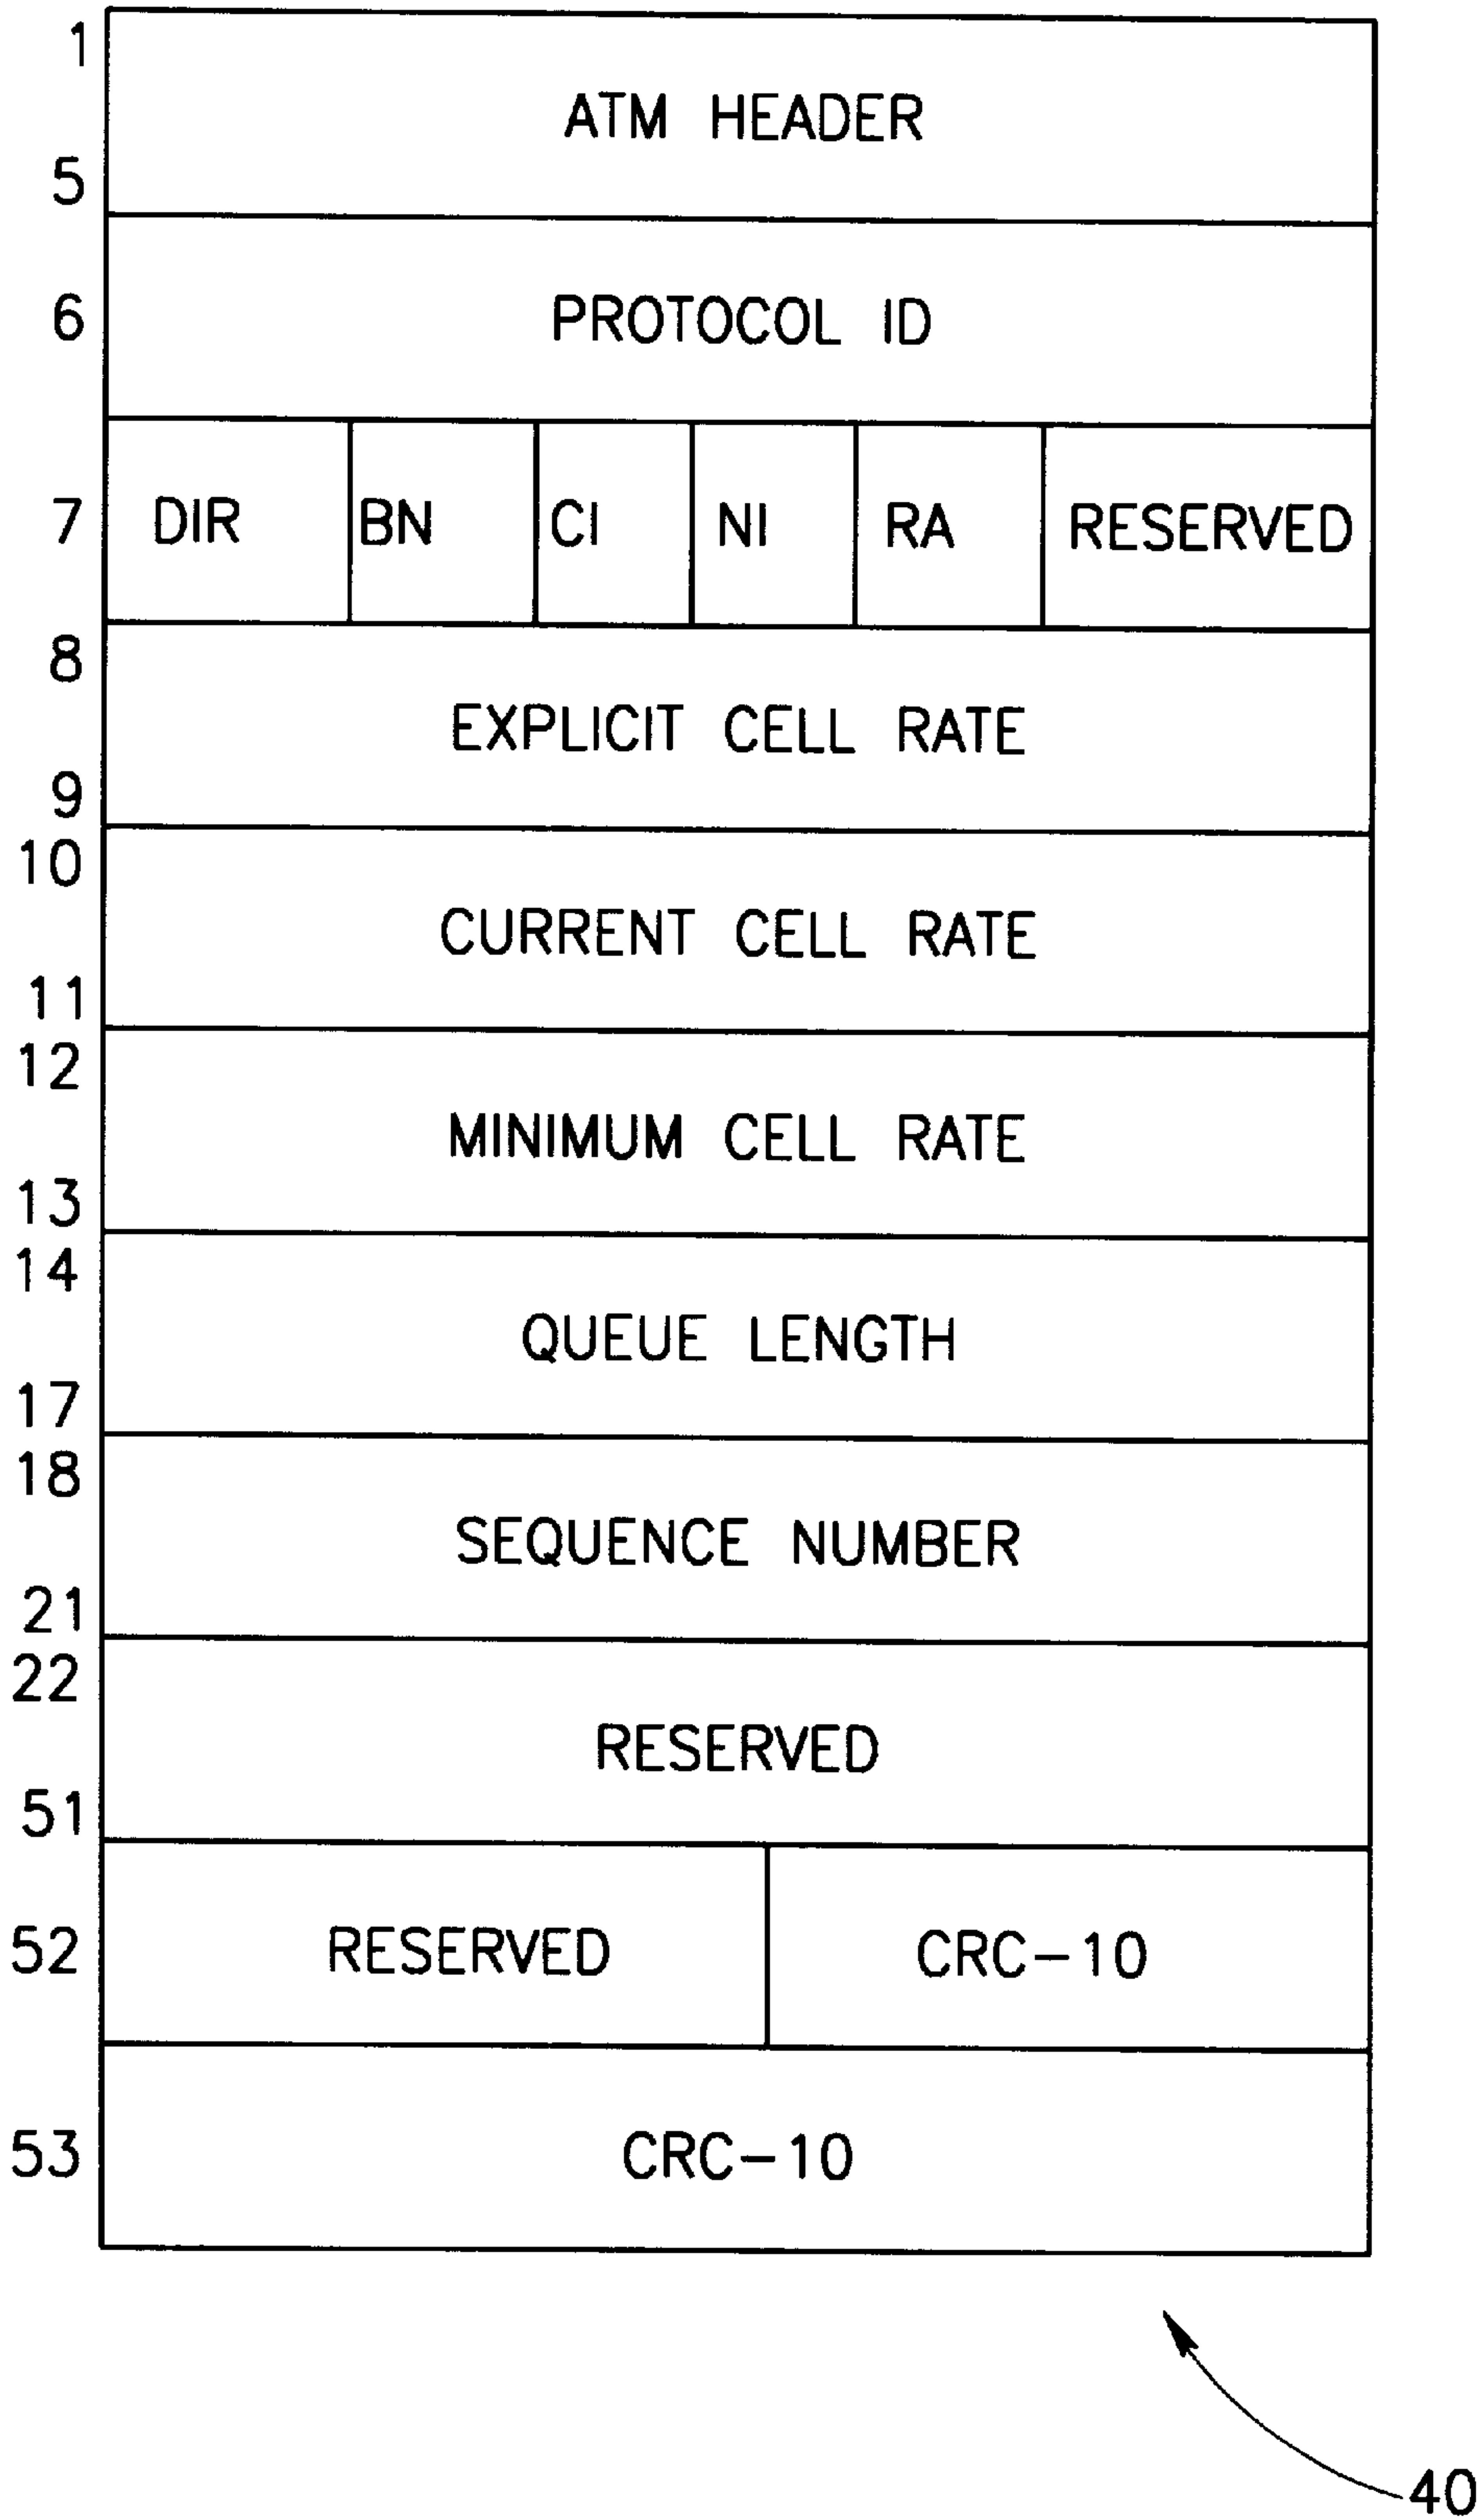 1
ATM HEADER
5
6 PROTOCOL ID
7 DIR BN CI NI RA RESERVED
8
EXPLICIT CELL RATE
9
10
CURRENT CELL RATE
11
12
MINIMUM CELL RATE
13
14
QUEUE LENGTH
17
18
SEQUENCE NUMBER
21
22
RESERVED
51
52 RESERVED CRC-10
53 CRC-10
40